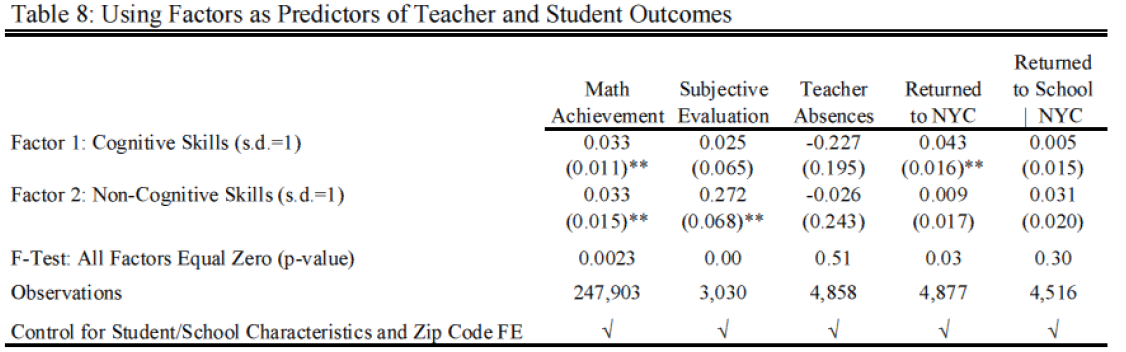 Table 8: Using Factors as Predictors of Teacher and Student Outcomes
Returned
Math Subjective Teacher Returned to School
Achievement Evaluation Absences to NYC | NYC
Factor 1: Cognitive Skills (s.d.=1) 0.033 0.025 -0.227 0.043 0.005
(0.011)** (0.065) (0.195) (0.016)** (0.015)
Factor 2: Non-Cognitive Skills (s.d.=1) 0.033 0.272 -0.026 0.009 0.031
(0.015)** (0.068)** (0.243) (0.017) (0.020)
F-Test: All Factors Equal Zero (p-value) 0.0023 0.00 0.51 0.03 0.30
Observations 247,903 3,030 4,858 4,877 4,516
Control for Student/School Characteristics and Zip Code FE √ √ √ √ √